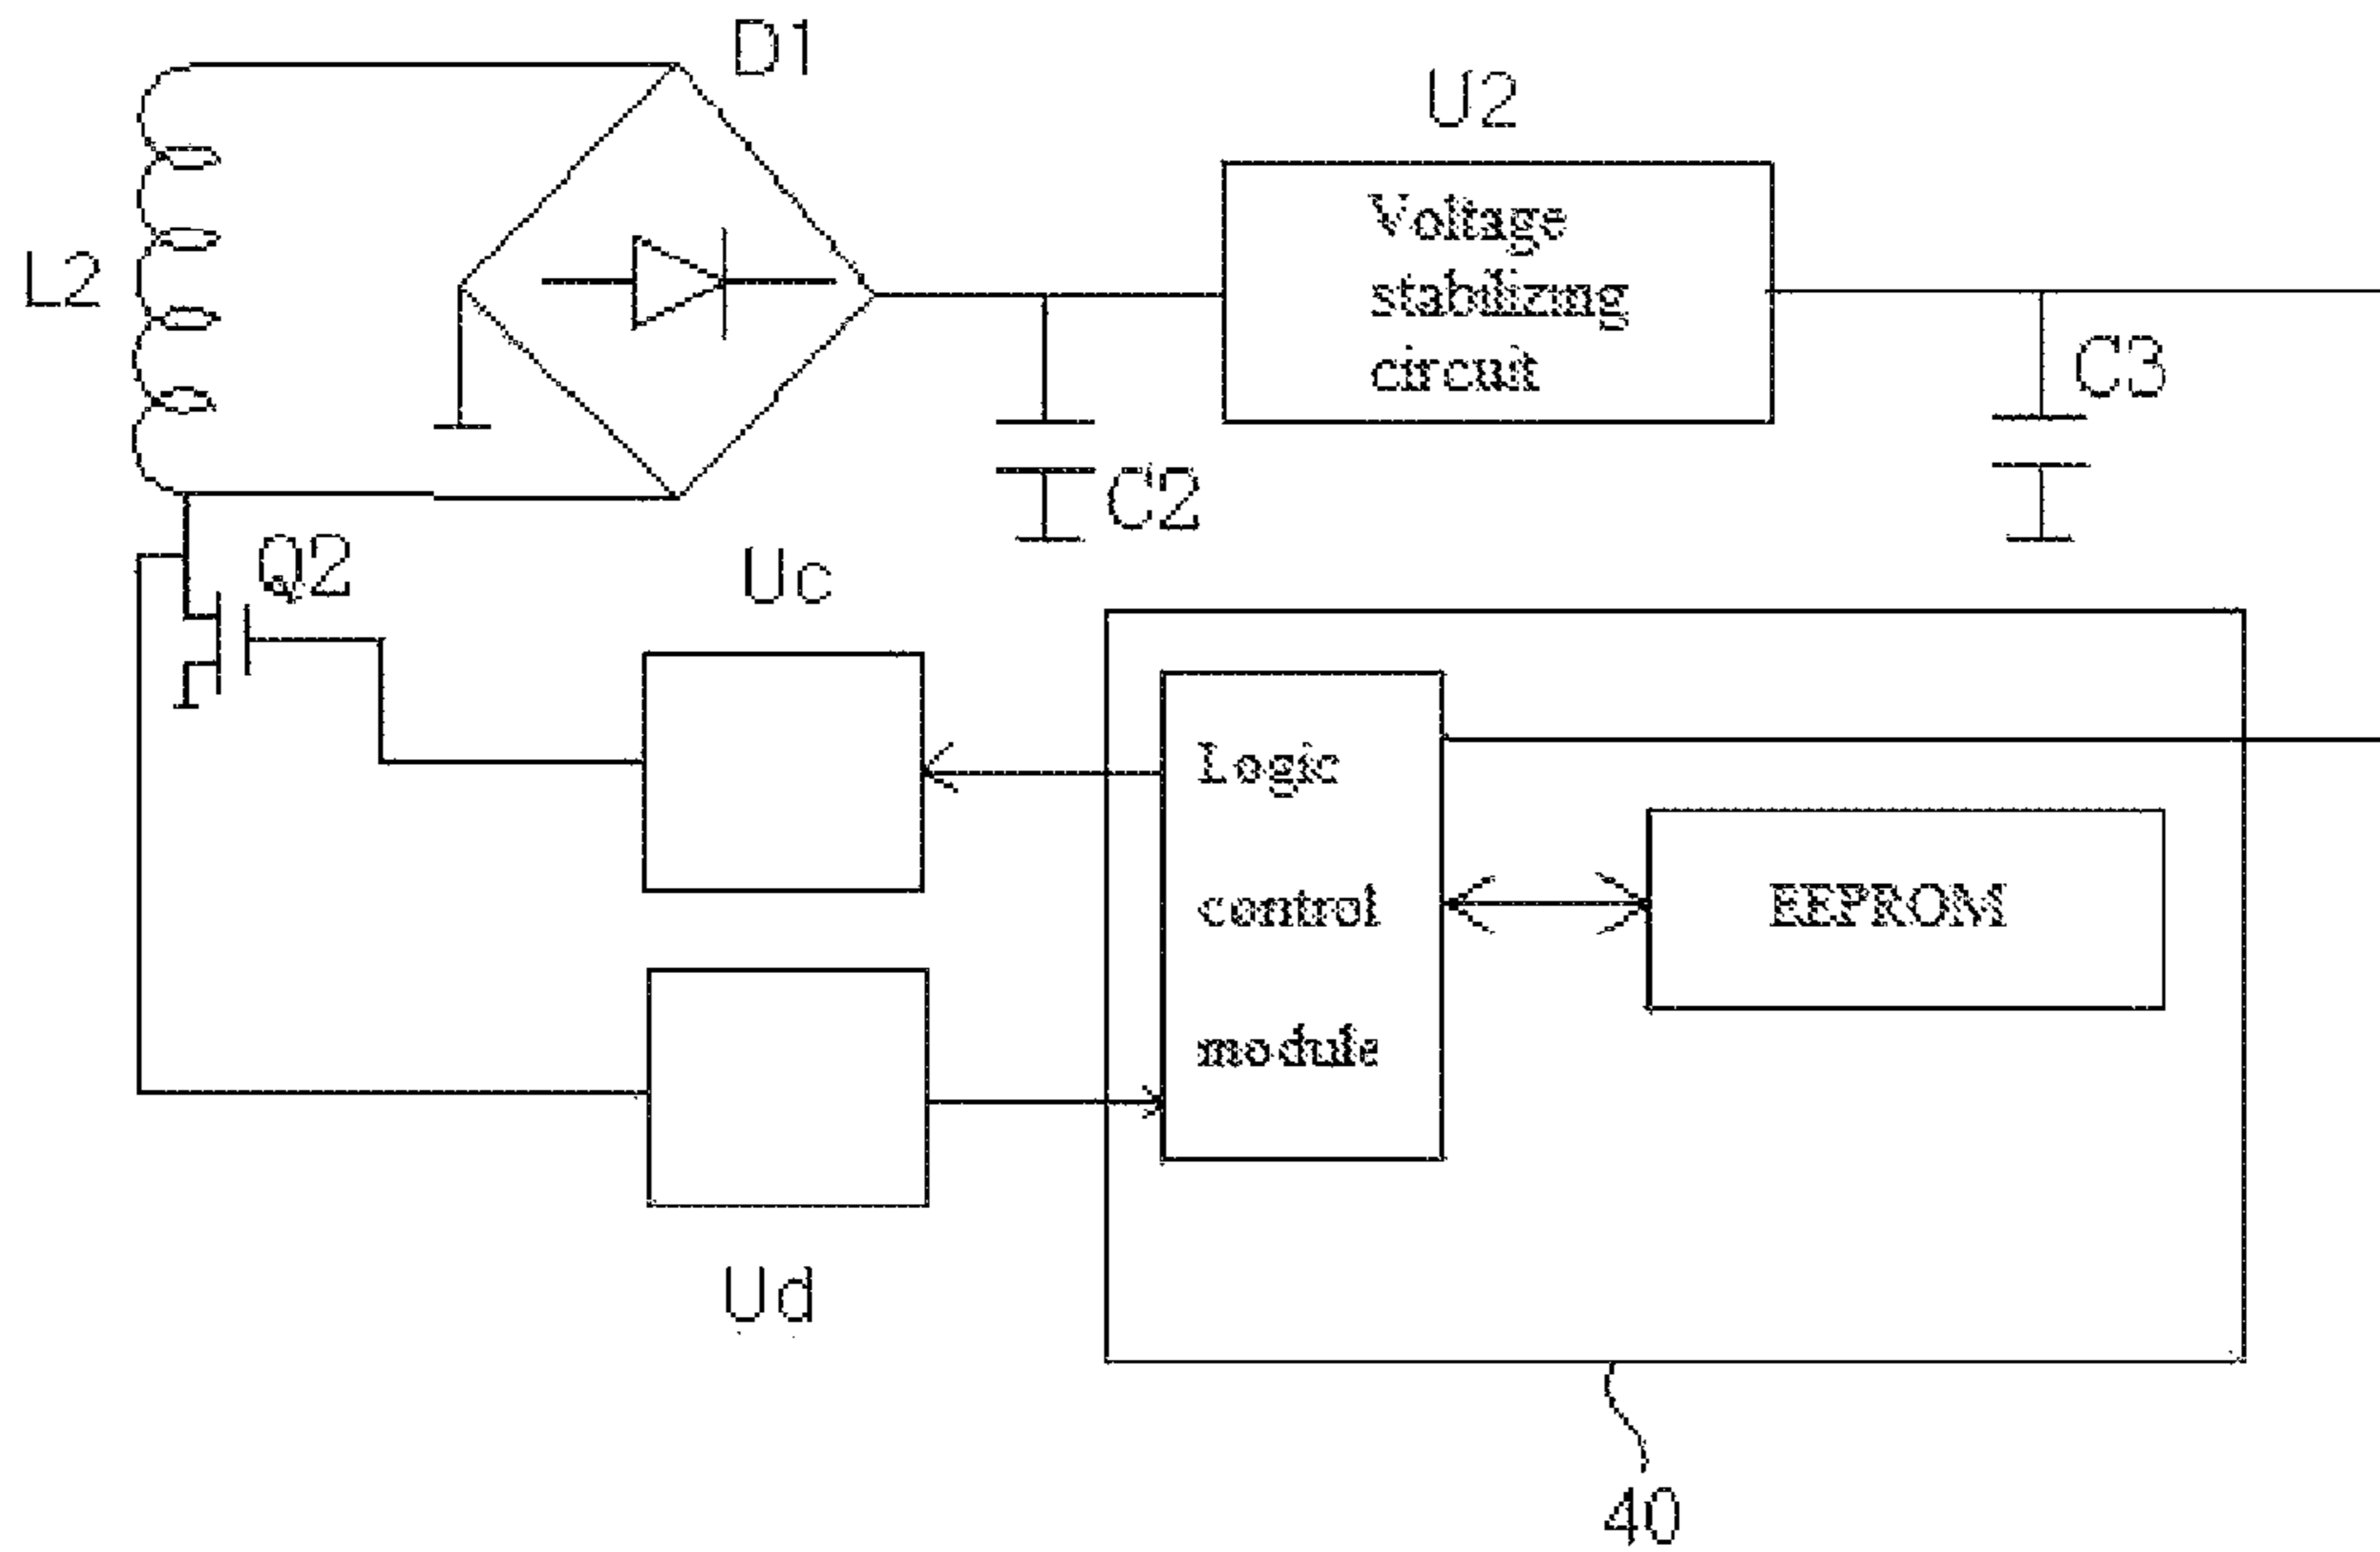 D1
U2
Voltage
stabilizing
circuit
L2
C3
C2
Q2
Uc
Logic
control
module
EEPROM
Ud
40